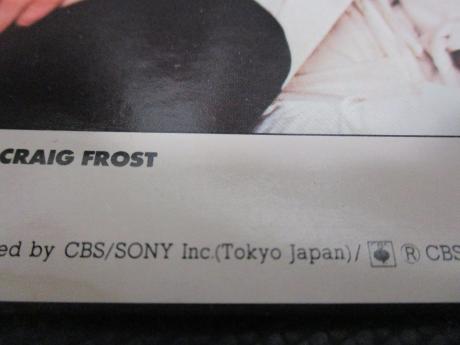 CRAIG FROST
ed by CBS/SONY Inc.(Tokyo Japan)/ ® CBS